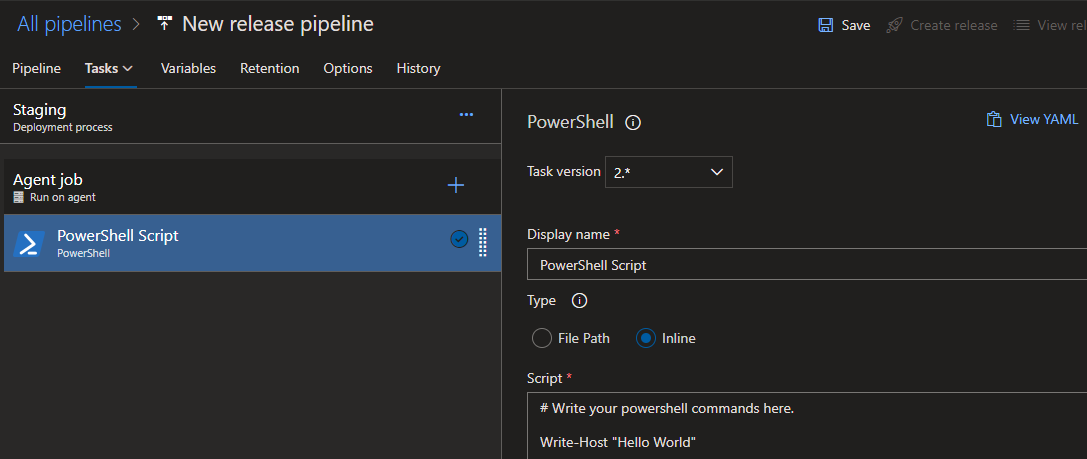 All pipelines > New release pipeline
Save
Create release
View rel
Pipeline
Tasks
Variables
Retention
Options
History
Staging
Deployment process
...
Agent job
Run on agent
PowerShell Script
PowerShell
PowerShell
View YAML
Task version
2.*
Display name *
PowerShell Script
Type
File Path
Inline
Script *
# Write your powershell commands here.
Write-Host "Hello World"